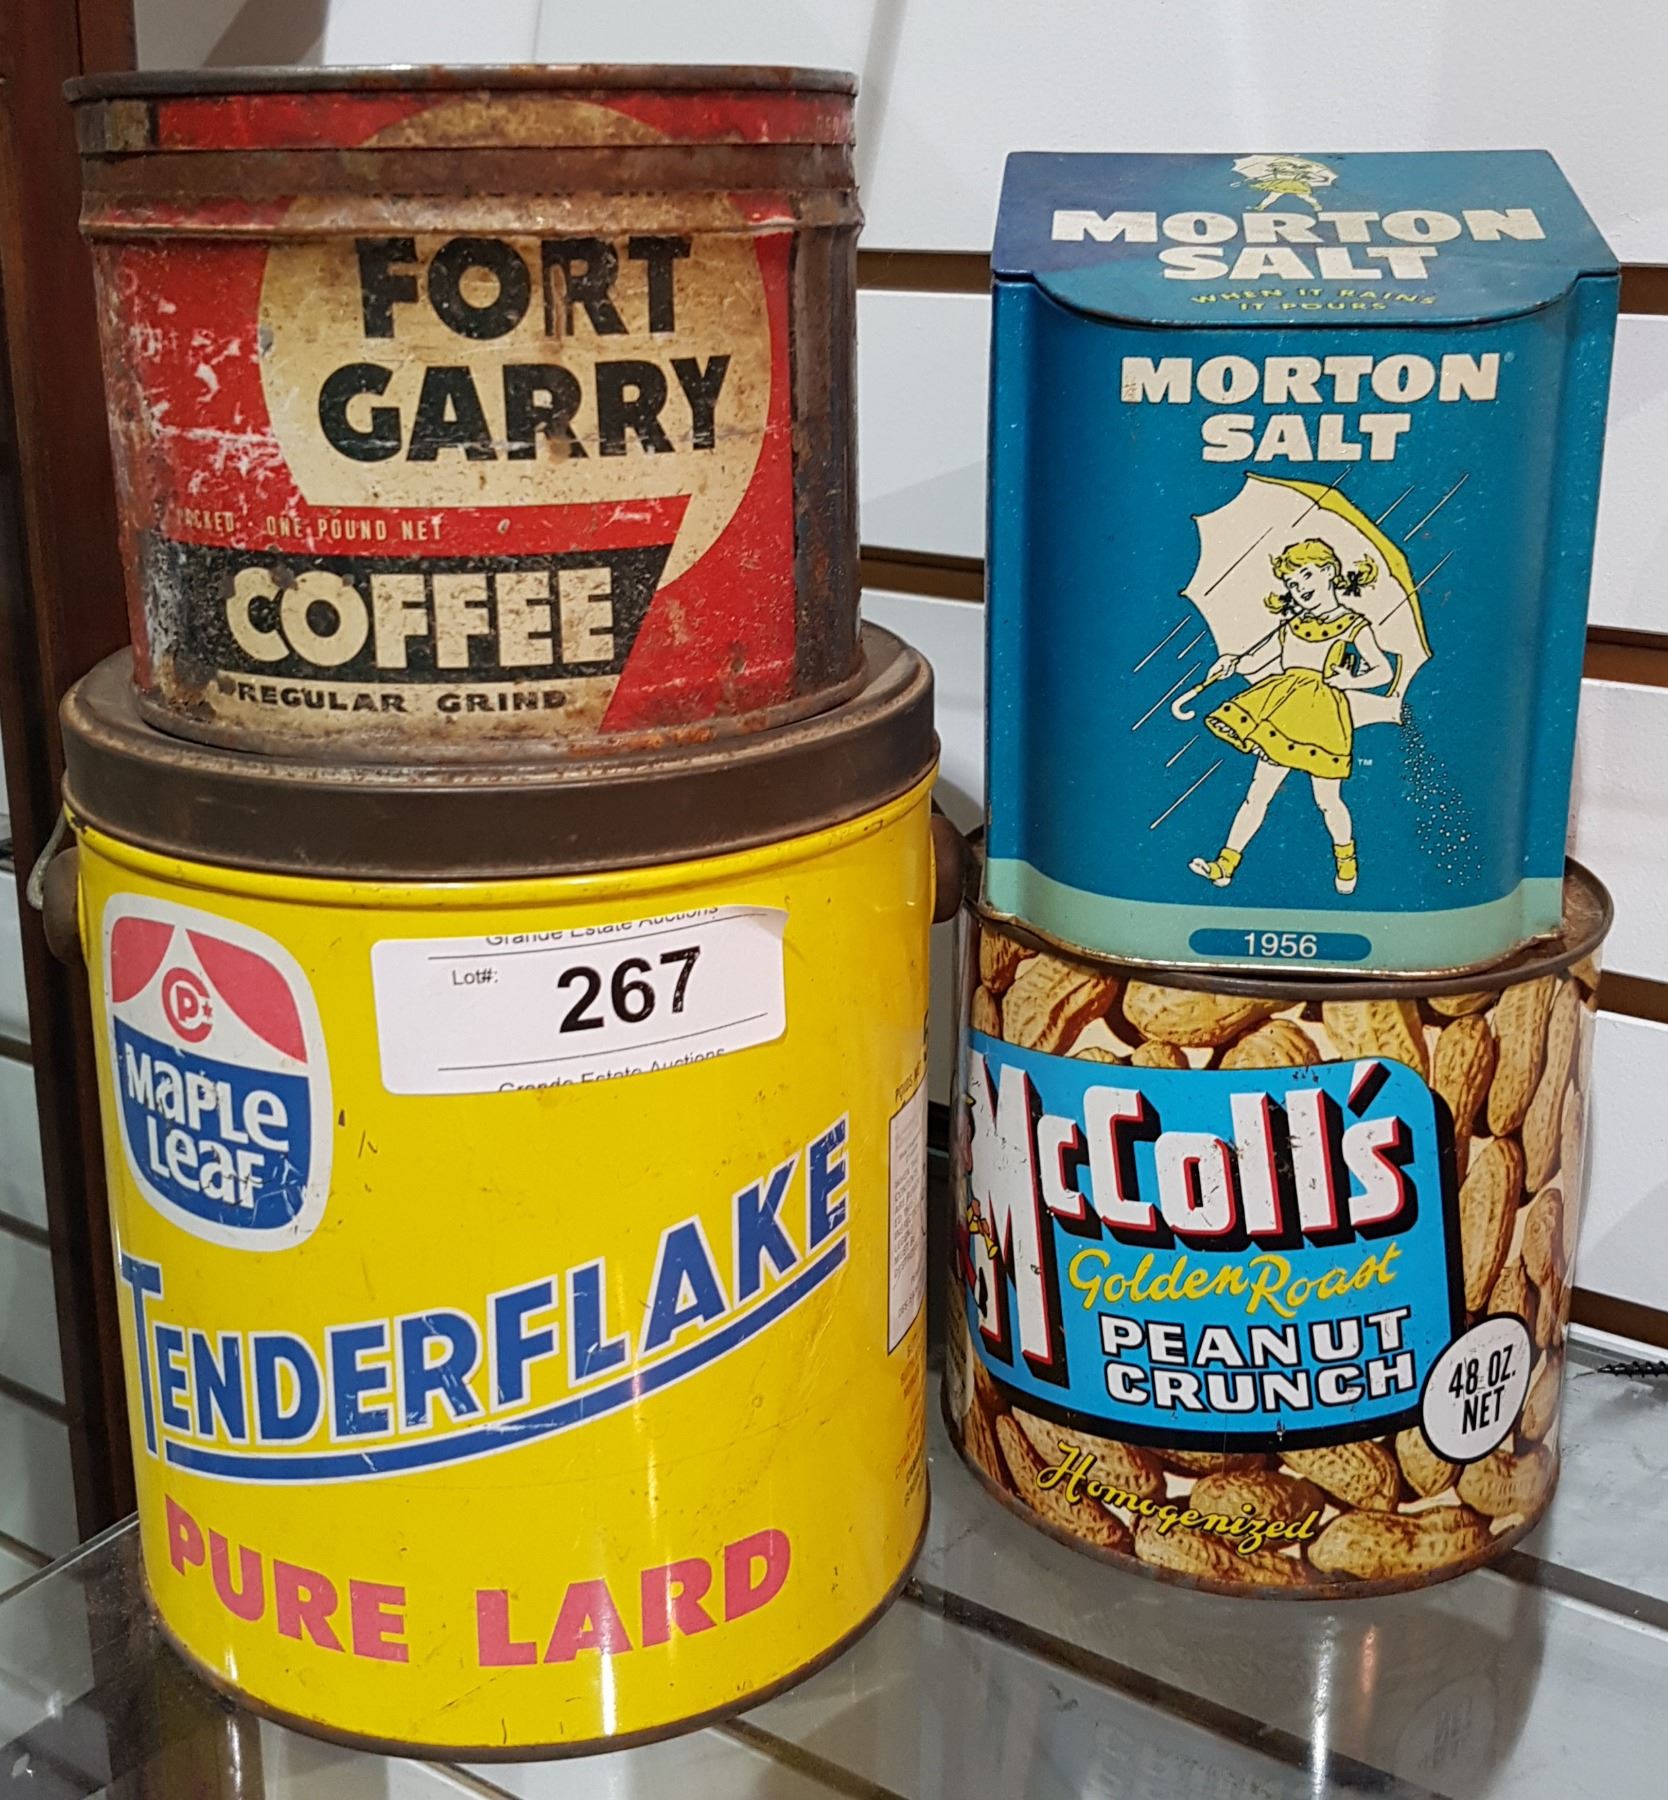 FORT
GARRY
ONE POUND NET
COFFEE
REGULAR GRIND
MORTON
SALT
WHEN IT RAINS
IT POURS
MORTON
SALT
TM
1956
Grande Estate Auctions
Lot#:
267
Grande Estate Auctions
CP
MAPLE
LEAF
TENDERFLAKE
PURE LARD
McColl's
Golden Roast
PEANUT
CRUNCH
48 OZ.
NET
Homogenized